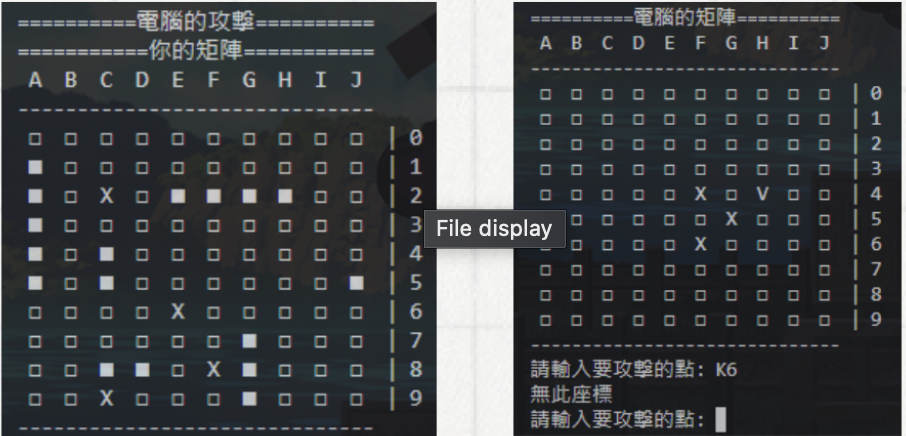 ==========電腦的攻擊==========
===========你的矩陣===========
A B C D E F G H I J
------------------------------
□ □ □ □ □ □ □ □ □ □ | 0
■ □ □ □ □ □ □ □ □ □ | 1
■ □ X □ ■ ■ ■ ■ □ □ | 2
■ □ □ □ □ □ □ □ □ □ | 3
■ □ ■ □ □ □ □ □ □ □ | 4
■ □ ■ □ □ □ □ □ □ ■ | 5
□ □ □ □ X □ □ □ □ □ | 6
□ □ □ □ □ □ ■ □ □ □ | 7
□ □ ■ ■ □ X ■ □ □ □ | 8
□ □ X □ □ □ ■ □ □ □ | 9
------------------------------
File display
==========電腦的矩陣==========
A B C D E F G H I J
------------------------------
□ □ □ □ □ □ □ □ □ □ | 0
□ □ □ □ □ □ □ □ □ □ | 1
□ □ □ □ □ □ □ □ □ □ | 2
□ □ □ □ □ □ □ □ □ □ | 3
□ □ □ □ □ X □ V □ □ | 4
□ □ □ □ □ □ X □ □ □ | 5
□ □ □ □ □ X □ □ □ □ | 6
□ □ □ □ □ □ □ □ □ □ | 7
□ □ □ □ □ □ □ □ □ □ | 8
□ □ □ □ □ □ □ □ □ □ | 9
------------------------------
請輸入要攻擊的點: K6
無此座標
請輸入要攻擊的點: